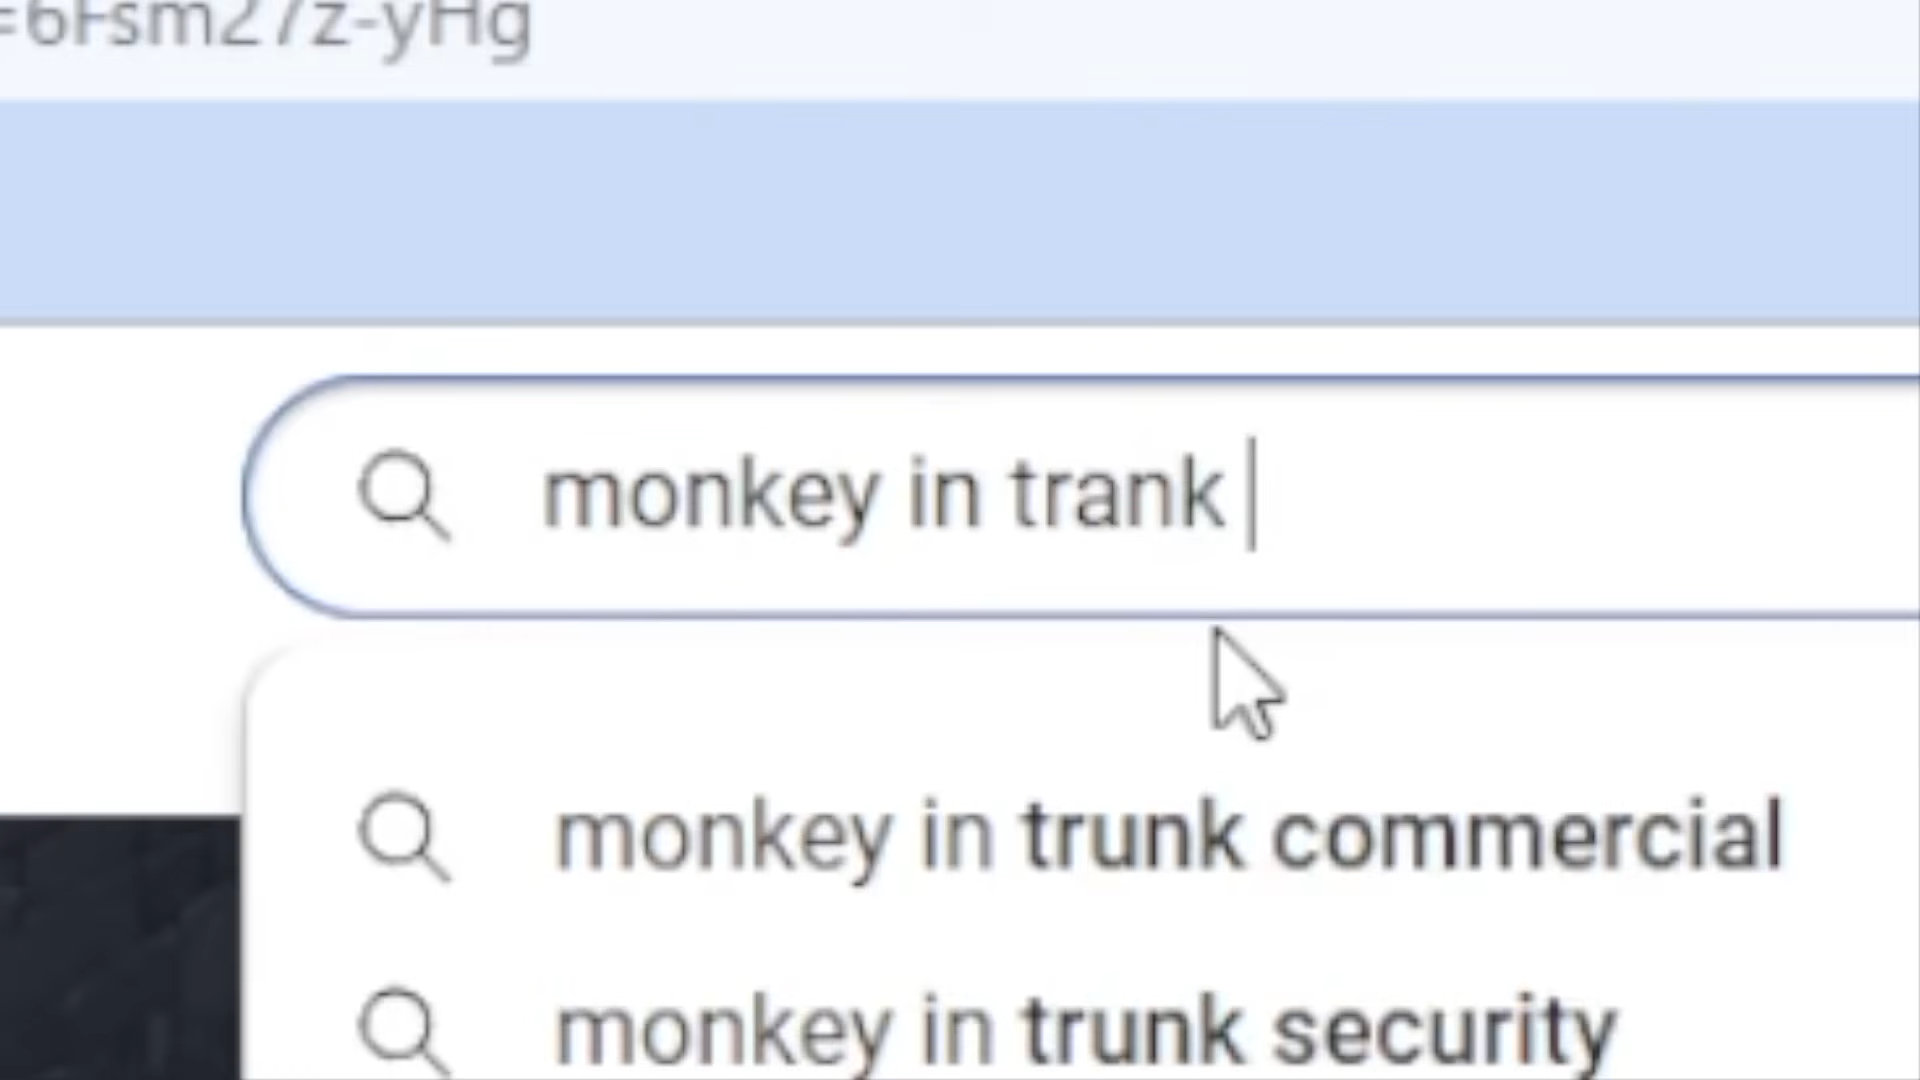 =6Fsm27z-yHg
monkey in trank
monkey in trunk commercial
monkey in trunk security